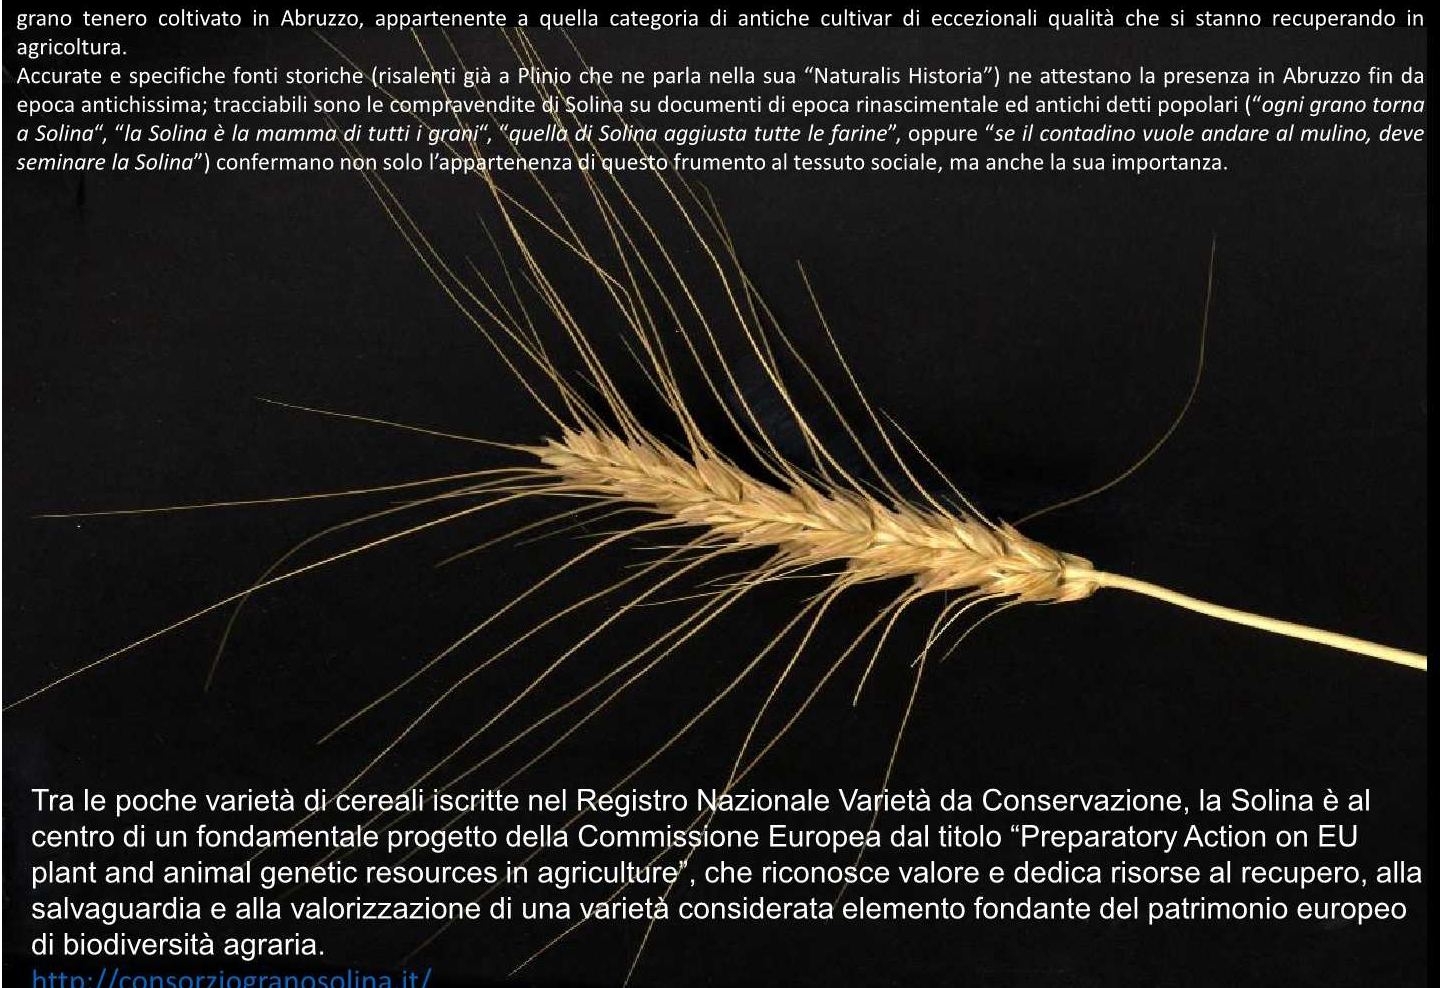 grano tenero coltivato in Abruzzo, appartenente a quella categoria di antiche cultivar di eccezionali qualità che si stanno recuperando in
agricoltura.
Accurate e specifiche fonti storiche (risalenti già a Plinio che ne parla nella sua “Naturalis Historia”) ne attestano la presenza in Abruzzo fin da
epoca antichissima; tracciabili sono le compravendite di Solina su documenti di epoca rinascimentale ed antichi detti popolari (“ogni grano torna
a Solina“, “la Solina è la mamma di tutti i grani“, “quella di Solina aggiusta tutte le farine”, oppure “se il contadino vuole andare al mulino, deve
seminare la Solina”) confermano non solo l’appartenenza di questo frumento al tessuto sociale, ma anche la sua importanza.
Tra le poche varietà di cereali iscritte nel Registro Nazionale Varietà da Conservazione, la Solina è al
centro di un fondamentale progetto della Commissione Europea dal titolo “Preparatory Action on EU
plant and animal genetic resources in agriculture”, che riconosce valore e dedica risorse al recupero, alla
salvaguardia e alla valorizzazione di una varietà considerata elemento fondante del patrimonio europeo
di biodiversità agraria.
http://consorziogranosolina.it/